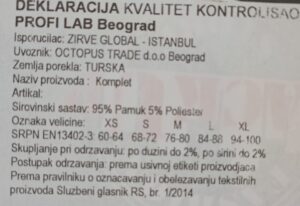 DEKLARACIJA KVALITET KONTROLISAO
PROFI LAB Beograd
Isporucilac: ZIRVE GLOBAL - ISTANBUL
Uvoznik: OCTOPUS TRADE d.o.o Beograd
Zemlja porekla: TURSKA
Naziv proizvoda : Komplet
Artikal:
Sirovinski sastav: 95% Pamuk 5% Poliester
Oznake velicine: XS S M L XL
SRPN EN13402-3: 60-64 68-72 76-80 84-88 94-100
Skupljanje pri odrzavanju: po duzini do 2%, po sirini do 2%
Postupak odrzavanja: prema usivnoj etiketi proizvodjaca
Prema pravilniku o oznacavanju i obelezavanju tekstilnih
proizvoda Sluzbeni glasnik RS, br. 1/2014